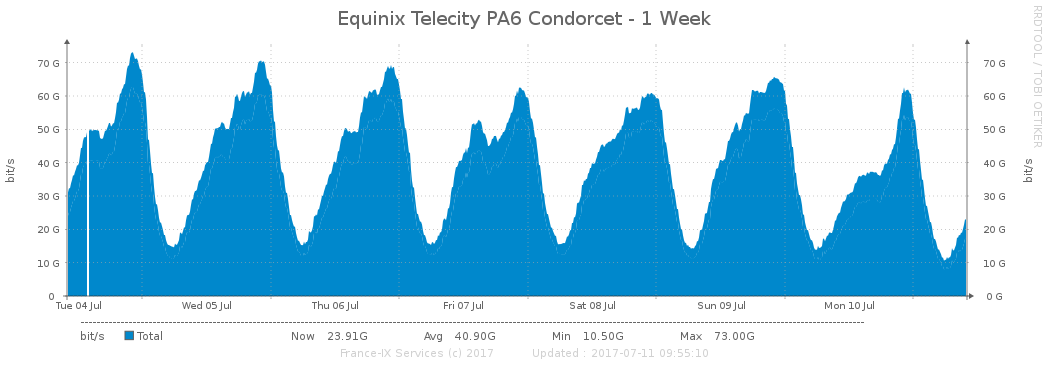 Equinix Telecity PA6 Condorcet - 1 Week
RRDTOOL / TOBI OETIKER
bit/s
bit/s
70 G 70 G
60 G 60 G
50 G 50 G
40 G 40 G
30 G 30 G
20 G 20 G
10 G 10 G
0 0 G
Tue 04 Jul Wed 05 Jul Thu 06 Jul Fri 07 Jul Sat 08 Jul Sun 09 Jul Mon 10 Jul
bit/s Total Now 23.91G Avg 40.90G Min 10.50G Max 73.00G
France-IX Services (c) 2017 Updated : 2017-07-11 09:55:10